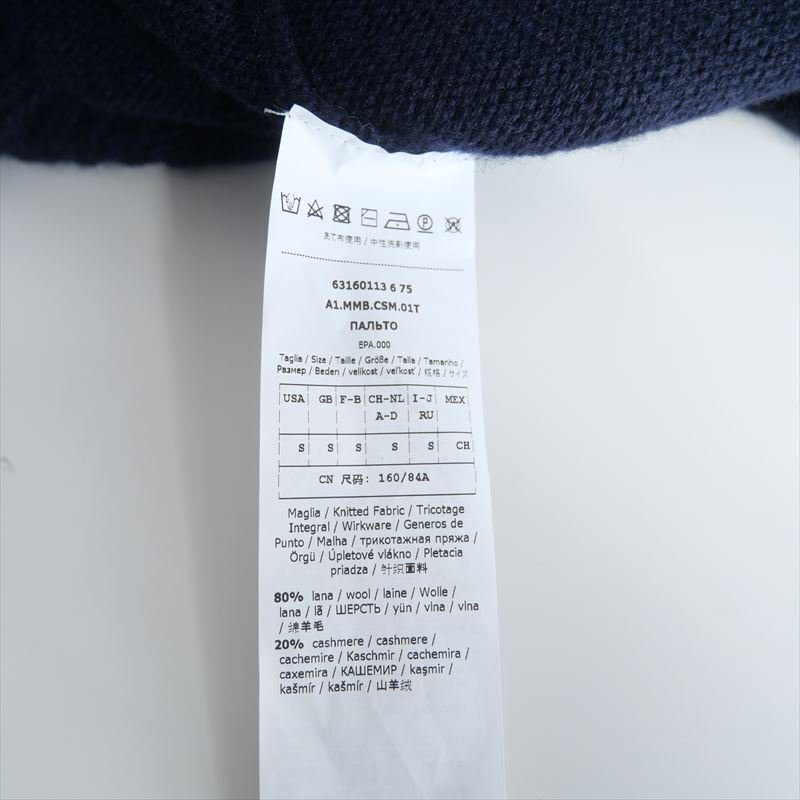 あて布使用 / 中性洗剤使用
63160113 6 75
A1.MMB.CSM.01T
ПАЛЬТО
EPA.000
Taglia / Size / Taille / Größe / Talla / Tamanho /
Размер / Beden / velikost / veľkosť / 规格 / サイズ
USA GB F-B CH-NL I-J MEX
A-D RU
S S S S S CH
CN 尺码: 160/84A
Maglia / Knitted Fabric / Tricotage
Integral / Wirkware / Generos de
Punto / Malha / трикотажная пряжа /
Örgü / Úpletové vlákno / Pletacia
priadza / 针织面料
80% lana / wool / laine / Wolle /
lana / lã / ШЕРСТЬ / yün / vlna / vlna
/ 绵羊毛
20% cashmere / cashmere /
cachemire / Kaschmir / cachemira /
caxemira / КАШЕМИР / kaşmir /
kašmír / kašmír / 山羊绒